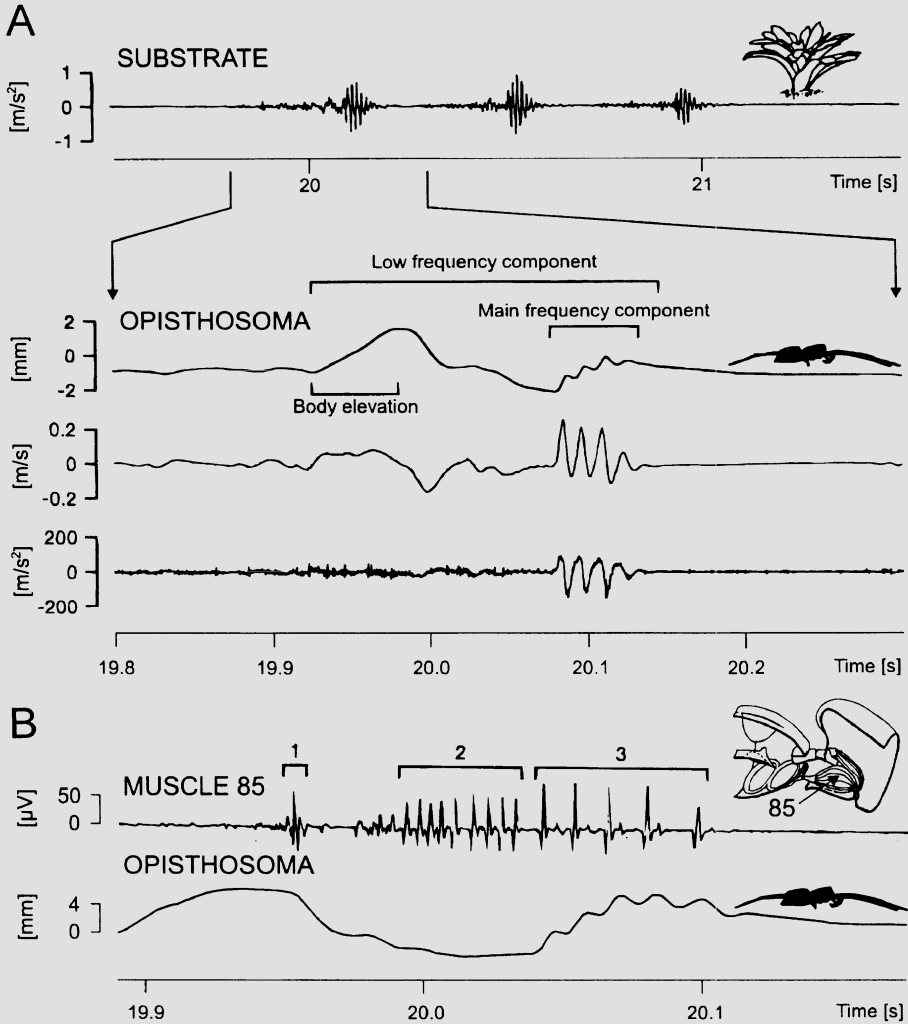 A
SUBSTRATE
1
0
-1
[m/s²]
20
21
Time [s]
Low frequency component
Main frequency component
OPISTHOSOMA
2
0
-2
[mm]
Body elevation
0.2
0
-0.2
[m/s]
200
0
-200
[m/s²]
19.8
19.9
20.0
20.1
20.2
Time [s]
B
1
2
3
MUSCLE 85
50
0
[µV]
85
OPISTHOSOMA
4
0
[mm]
19.9
20.0
20.1
Time [s]